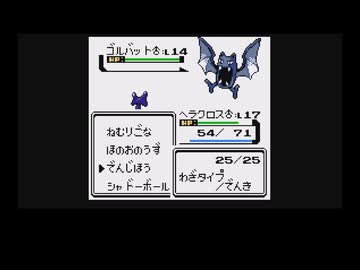 ゴルバット♂:L14
HP:
ヘラクロス♂:L17
HP:
54/ 71
ねむりごな
ほのおのうず
▶でんじほう
シャドーボール
25/25
わざタイプ
/でんき